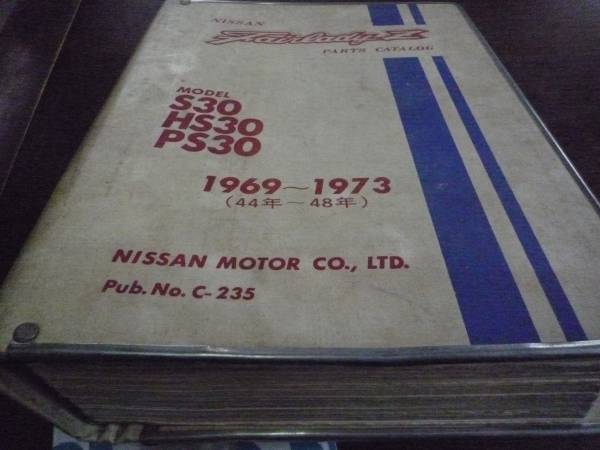 NISSAN
Fairlady Z
PARTS CATALOG
MODEL
S30
HS30
PS30
1969~1973
(44年~48年)
NISSAN MOTOR CO., LTD.
Pub. No. C-235